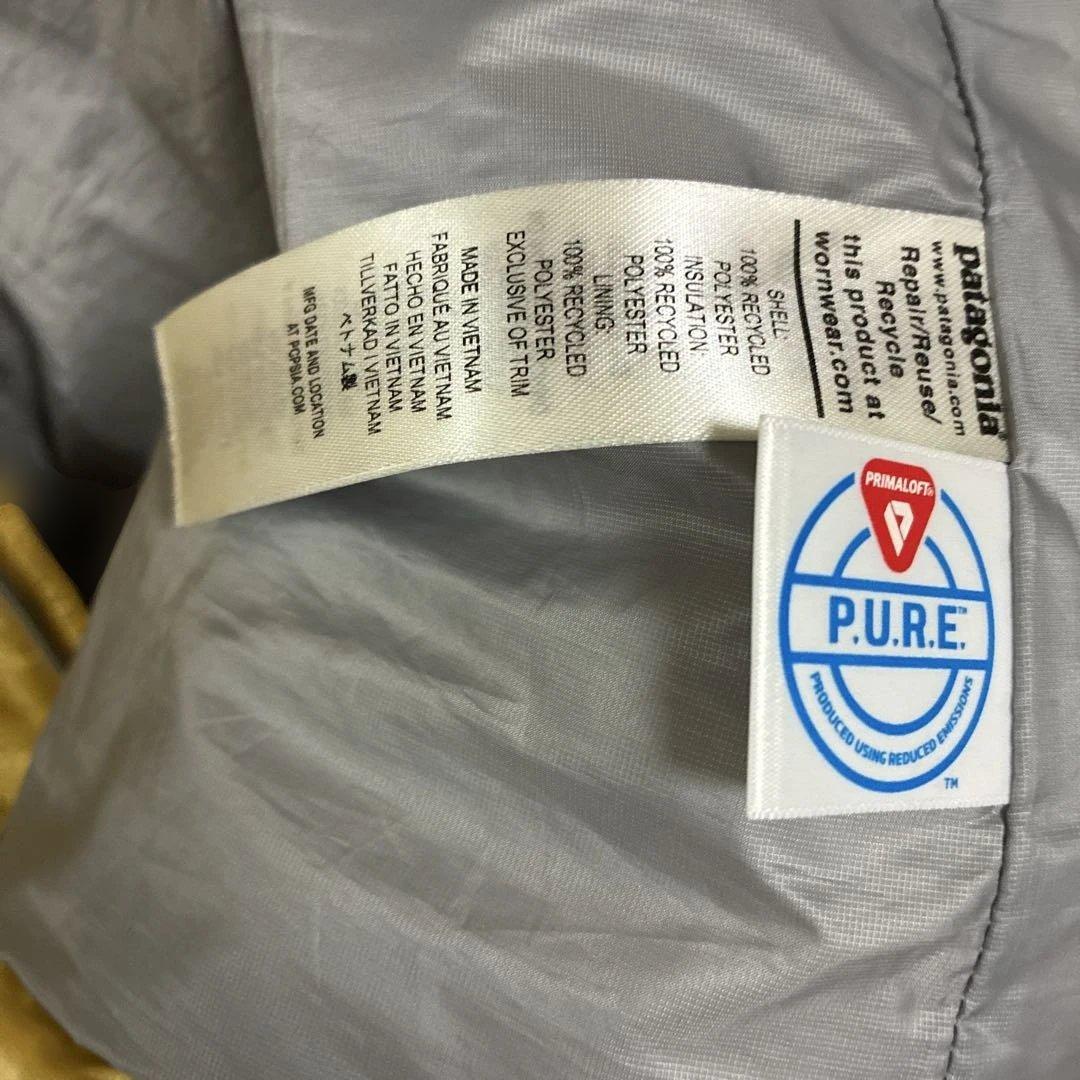 patagonia
www.patagonia.com
Repair/Reuse/
Recycle
this product at
wornwear.com
SHELL:
100% RECYCLED
POLYESTER
INSULATION:
100% RECYCLED
POLYESTER
LINING:
100% RECYCLED
POLYESTER
EXCLUSIVE OF TRIM
MADE IN VIETNAM
FABRIQUÉ AU VIETNAM
HECHO EN VIETNAM
FATTO IN VIETNAM
TILLVERKAD I VIETNAM
ベトナム製
MFG DATE AND LOCATION
AT POPSIA.COM
PRIMALOFT®
P.U.R.E.™
PRODUCED USING REDUCED EMISSIONS
™